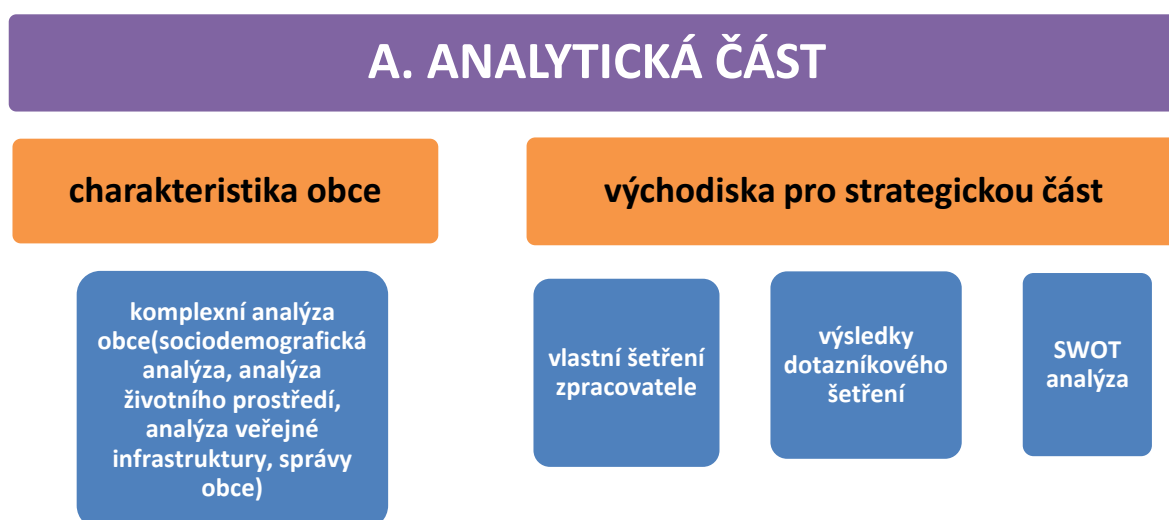 A. ANALYTICKÁ ČÁST
charakteristika obce
východiska pro strategickou část
komplexní analýza
obce(sociodemografická
analýza, analýza
životního prostředí,
analýza veřejné
infrastruktury, správy
obce)
vlastní šetření
zpracovatele
výsledky
dotazníkového
šetření
SWOT
analýza